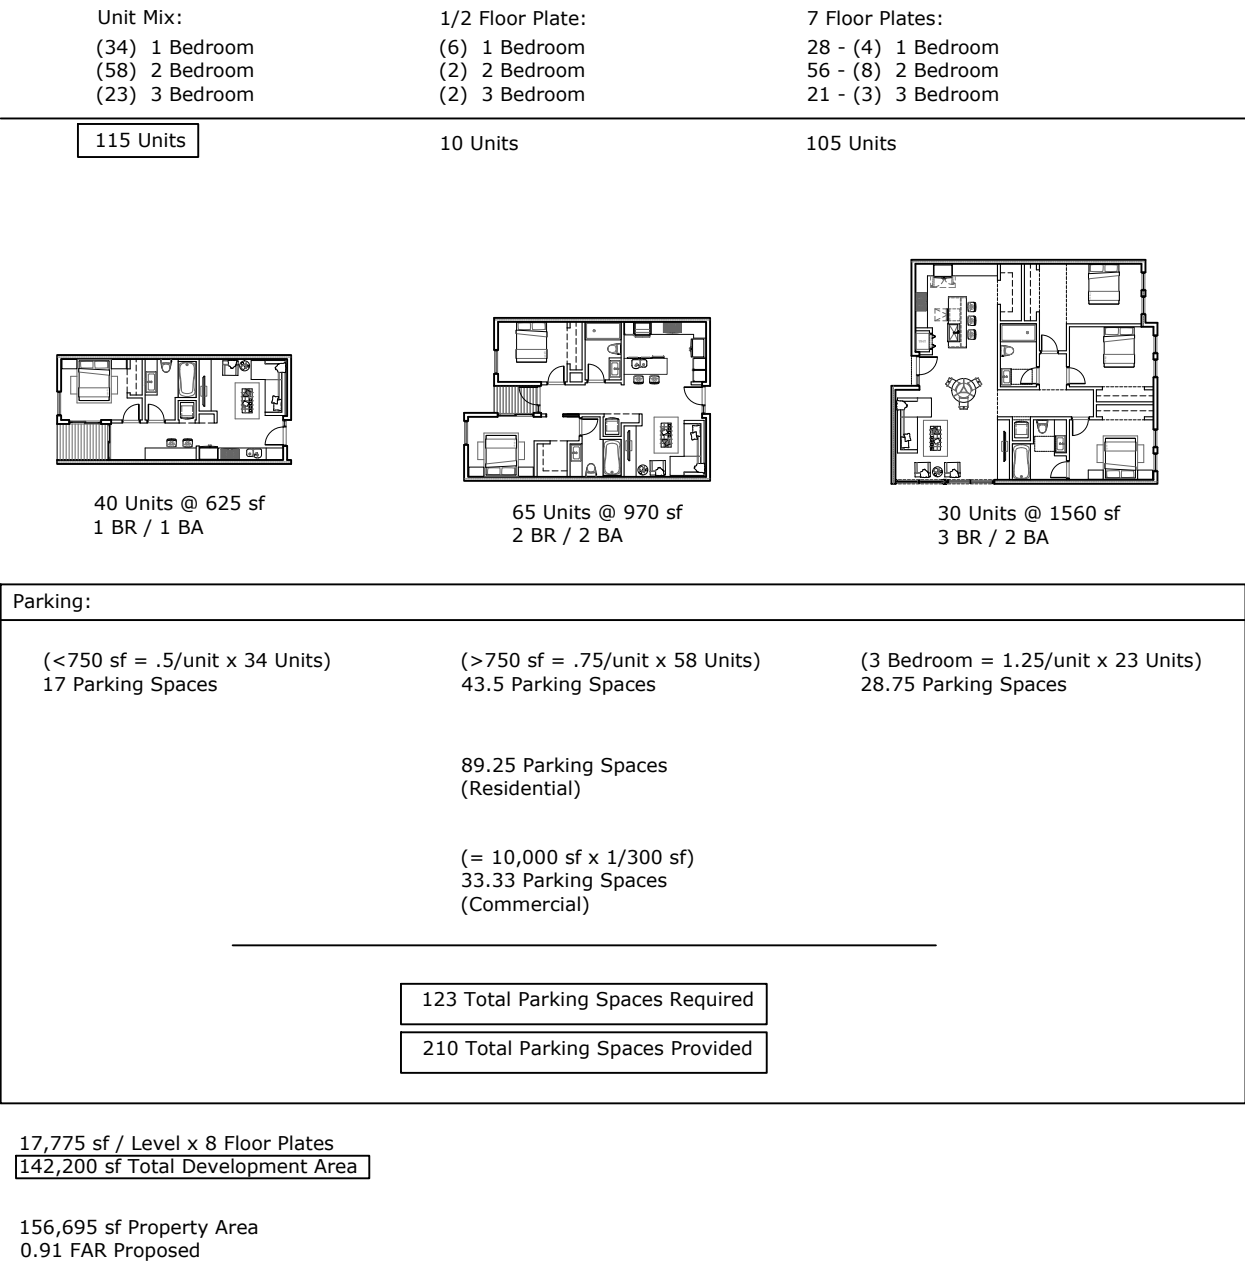 Unit Mix:
(34) 1 Bedroom
(58) 2 Bedroom
(23) 3 Bedroom
115 Units
1/2 Floor Plate:
(6) 1 Bedroom
(2) 2 Bedroom
(2) 3 Bedroom
10 Units
7 Floor Plates:
28 - (4) 1 Bedroom
56 - (8) 2 Bedroom
21 - (3) 3 Bedroom
105 Units
40 Units @ 625 sf
1 BR / 1 BA
65 Units @ 970 sf
2 BR / 2 BA
30 Units @ 1560 sf
3 BR / 2 BA
Parking:
(<750 sf = .5/unit x 34 Units)
17 Parking Spaces
(>750 sf = .75/unit x 58 Units)
43.5 Parking Spaces
(3 Bedroom = 1.25/unit x 23 Units)
28.75 Parking Spaces
89.25 Parking Spaces
(Residential)
(= 10,000 sf x 1/300 sf)
33.33 Parking Spaces
(Commercial)
123 Total Parking Spaces Required
210 Total Parking Spaces Provided
17,775 sf / Level x 8 Floor Plates
142,200 sf Total Development Area
156,695 sf Property Area
0.91 FAR Proposed